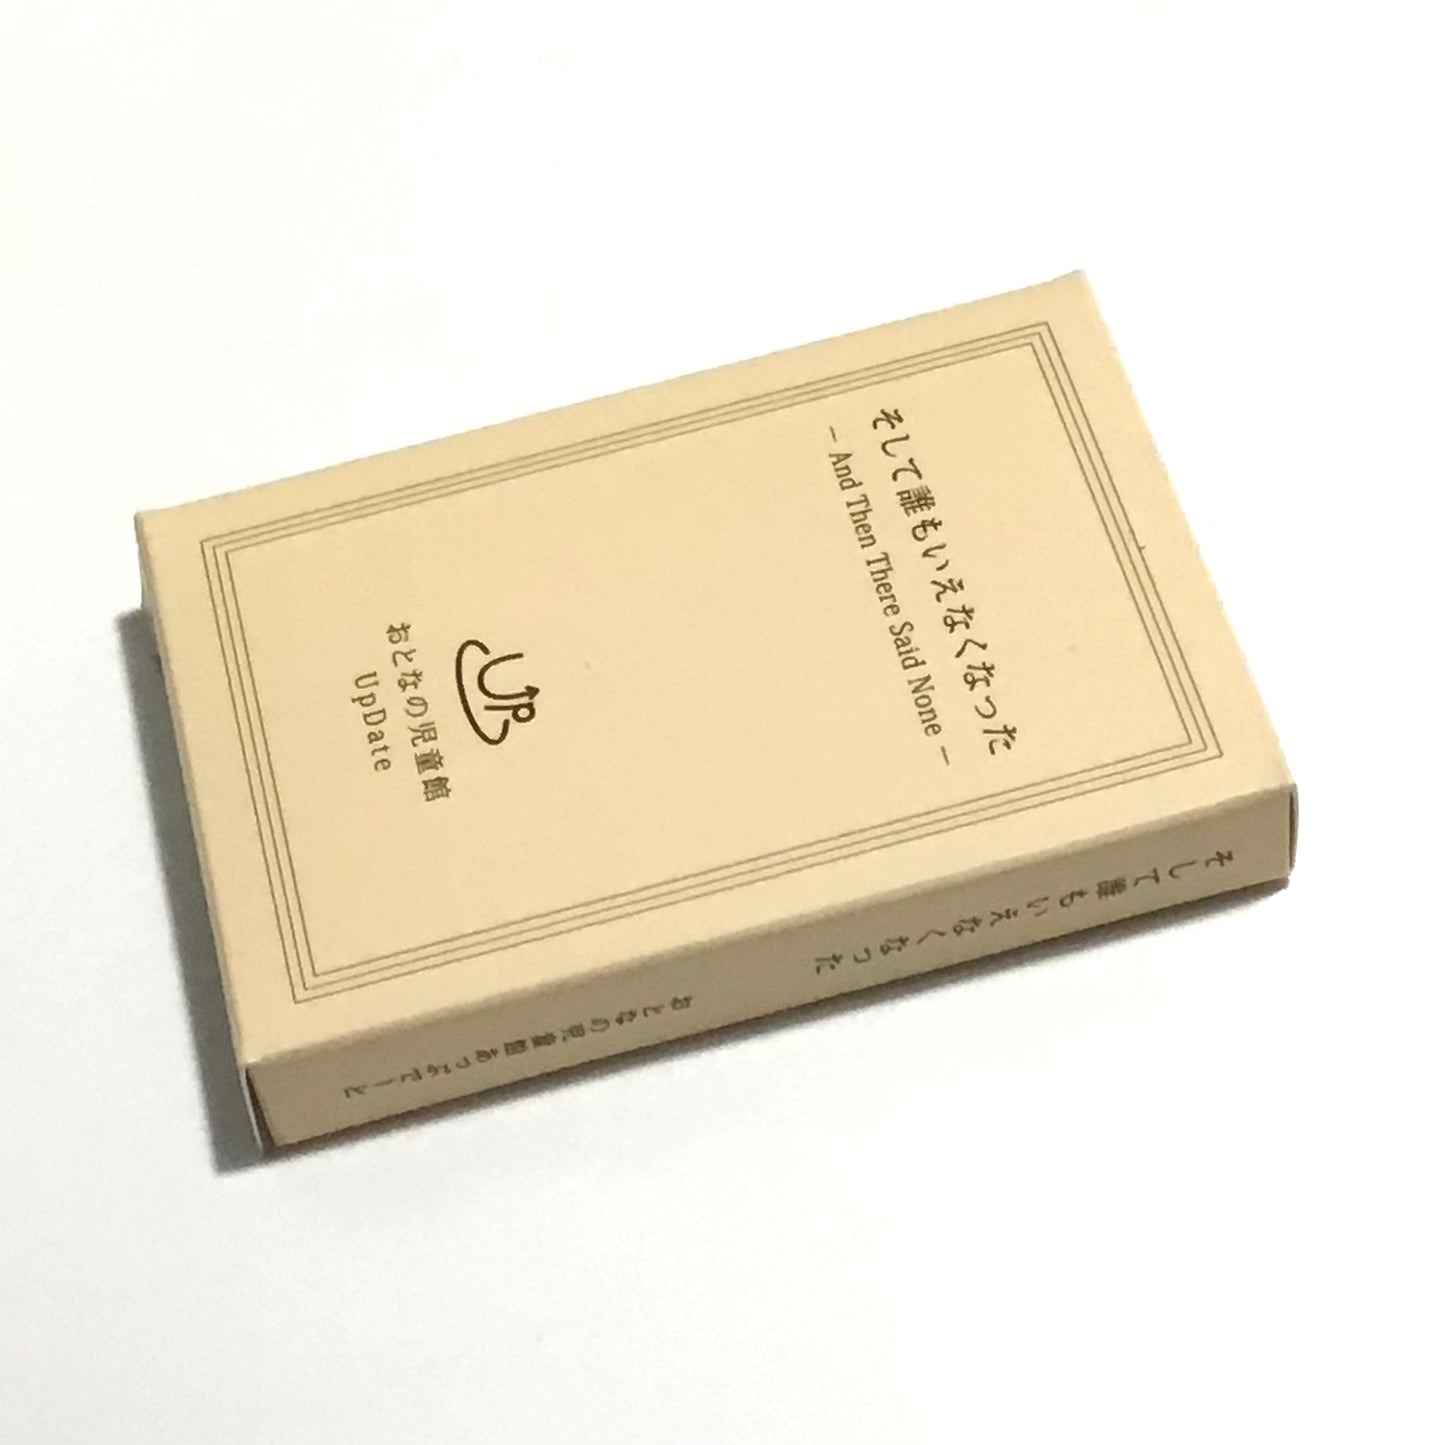 そして誰もいえなくなった
- And Then There Said None -
UP
おとなの児童館
UpDate
そして誰もいえなくなった
おとなの児童館あっぷでーと